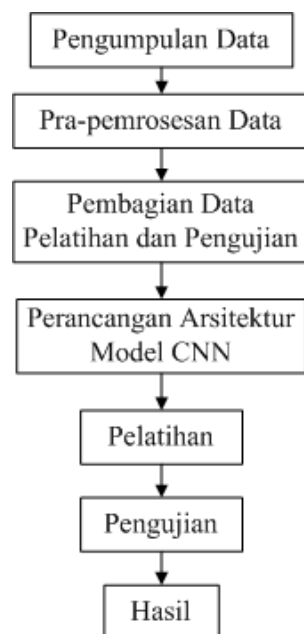 Pengumpulan Data
Pra-pemrosesan Data
Pembagian Data
Pelatihan dan Pengujian
Perancangan Arsitektur
Model CNN
Pelatihan
Pengujian
Hasil